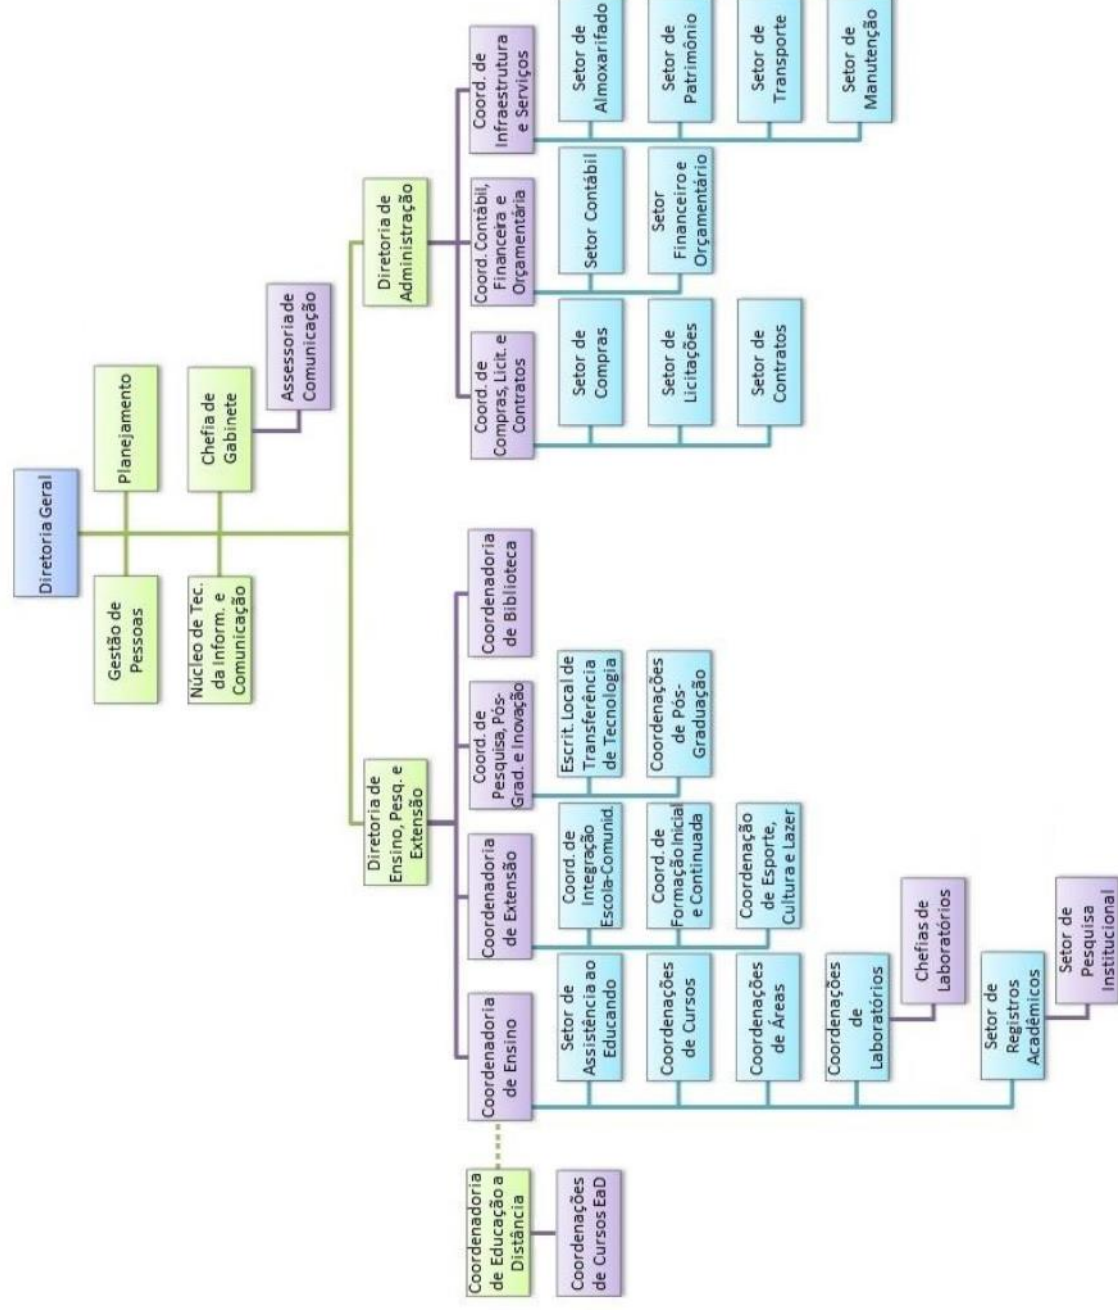 Diretoria Geral
Gestão de
Pessoas
Planejamento
Núcleo de Tec.
da Inform. e
Comunicação
Chefia de
Gabinete
Assessoria de
Comunicação
Diretoria de
Ensino, Pesq. e
Extensão
Diretoria de
Administração
Coordenadoria
de Educação a
Distância
Coordenações
de Cursos EaD
Coordenadoria
de Ensino
Setor de
Assistência ao
Educando
Coordenações
de Cursos
Coordenações
de Áreas
Coordenações
de
Laboratórios
Chefias de
Laboratórios
Setor de
Registros
Acadêmicos
Setor de
Pesquisa
Institucional
Coordenadoria
de Extensão
Coord. de
Integração
Escola-Comunid.
Coord. de
Formação Inicial
e Continuada
Coordenação
de Esporte,
Cultura e Lazer
Coord. de
Pesquisa, Pós-
Grad. e Inovação
Escrit. Local de
Transferência
de Tecnologia
Coordenações
de Pós-
Graduação
Coordenadoria
de Biblioteca
Coord. de
Compras, Licit. e
Contratos
Setor de
Compras
Setor de
Licitações
Setor de
Contratos
Coord. Contábil,
Financeira e
Orçamentária
Setor Contábil
Setor
Financeiro e
Orçamentário
Coord. de
Infraestrutura
e Serviços
Setor de
Almoxarifado
Setor de
Patrimônio
Setor de
Transporte
Setor de
Manutenção